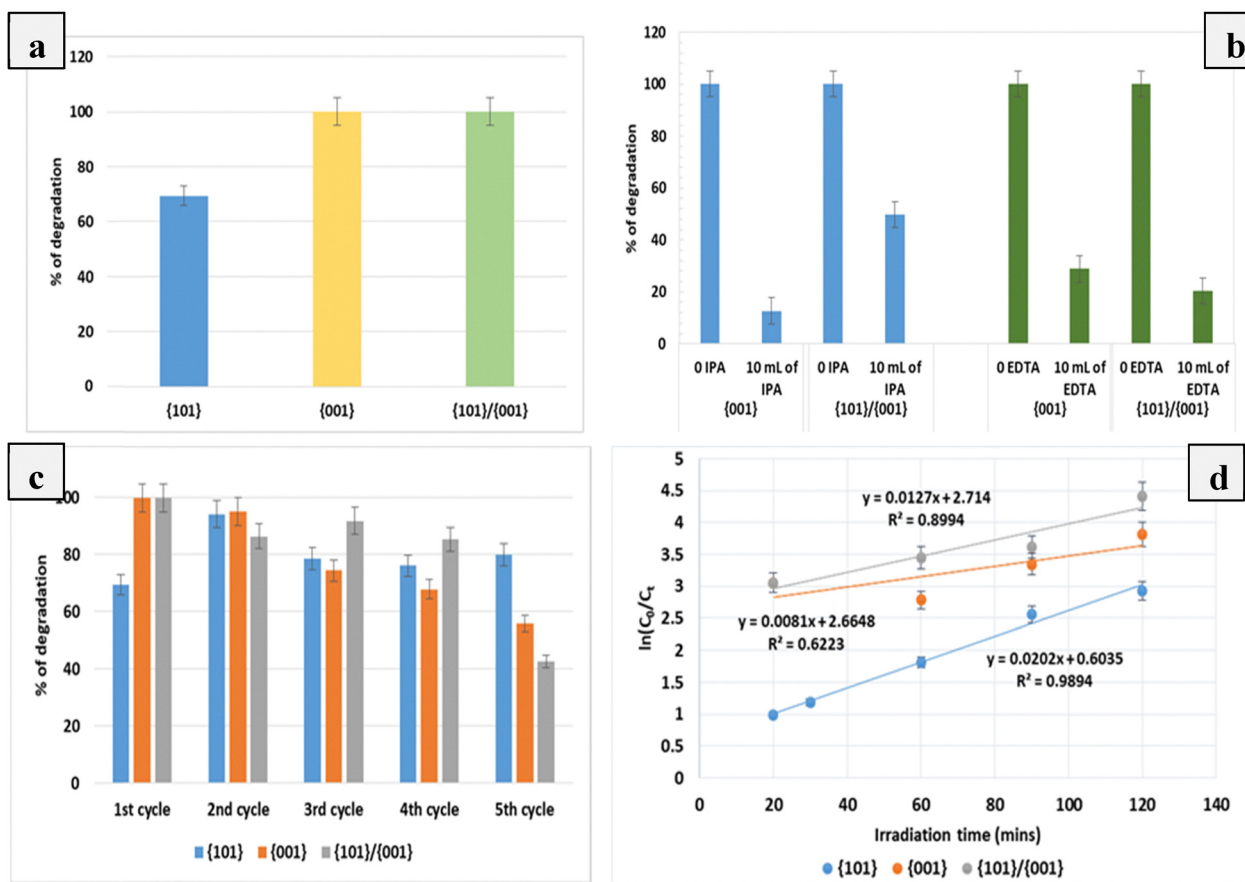 a
120
100
80
60
40
20
0
% of degradation
{101}
{001}
{101}/{001}
b
120
100
80
60
40
20
0
% of degradation
0 IPA
10 mL of
IPA
0 IPA
10 mL of
IPA
0 EDTA
10 mL of
EDTA
0 EDTA
10 mL of
EDTA
{001}
{101}/{001}
{001}
{101}/{001}
c
100
80
60
40
20
0
% of degradation
1st cycle
2nd cycle
3rd cycle
4th cycle
5th cycle
{101}
{001}
{101}/{001}
d
5
4.5
4
3.5
3
2.5
2
1.5
1
0.5
0
ln(C₀/Cₜ
y = 0.0127x + 2.714
R² = 0.8994
y = 0.0081x + 2.6648
R² = 0.6223
y = 0.0202x + 0.6035
R² = 0.9894
0
20
40
60
80
100
120
140
Irradiation time (mins)
{101}
{001}
{101}/{001}